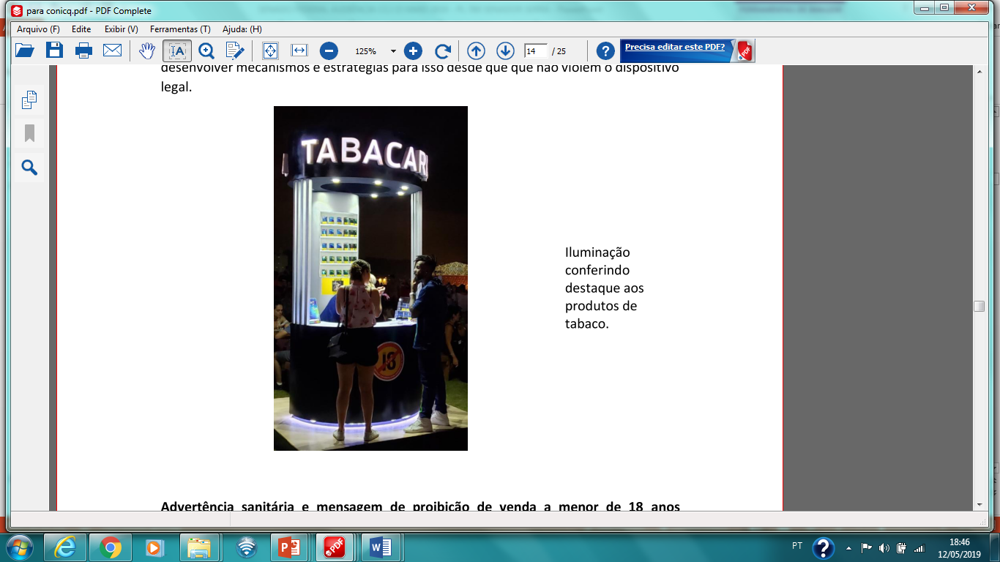 para conicq.pdf - PDF Complete
Arquivo (F) Edite Exibir (V) Ferramentas (T) Ajuda: (H)
125% 14 / 25 Precisa editar este PDF?
PDF
desenvolver mecanismos e estratégias para isso desde que que não violem o dispositivo
legal.
TABACARI
18
Iluminação
conferindo
destaque aos
produtos de
tabaco.
Advertência sanitária e mensagem de proibição de venda a menor de 18 anos
PT 18:46
12/05/2019